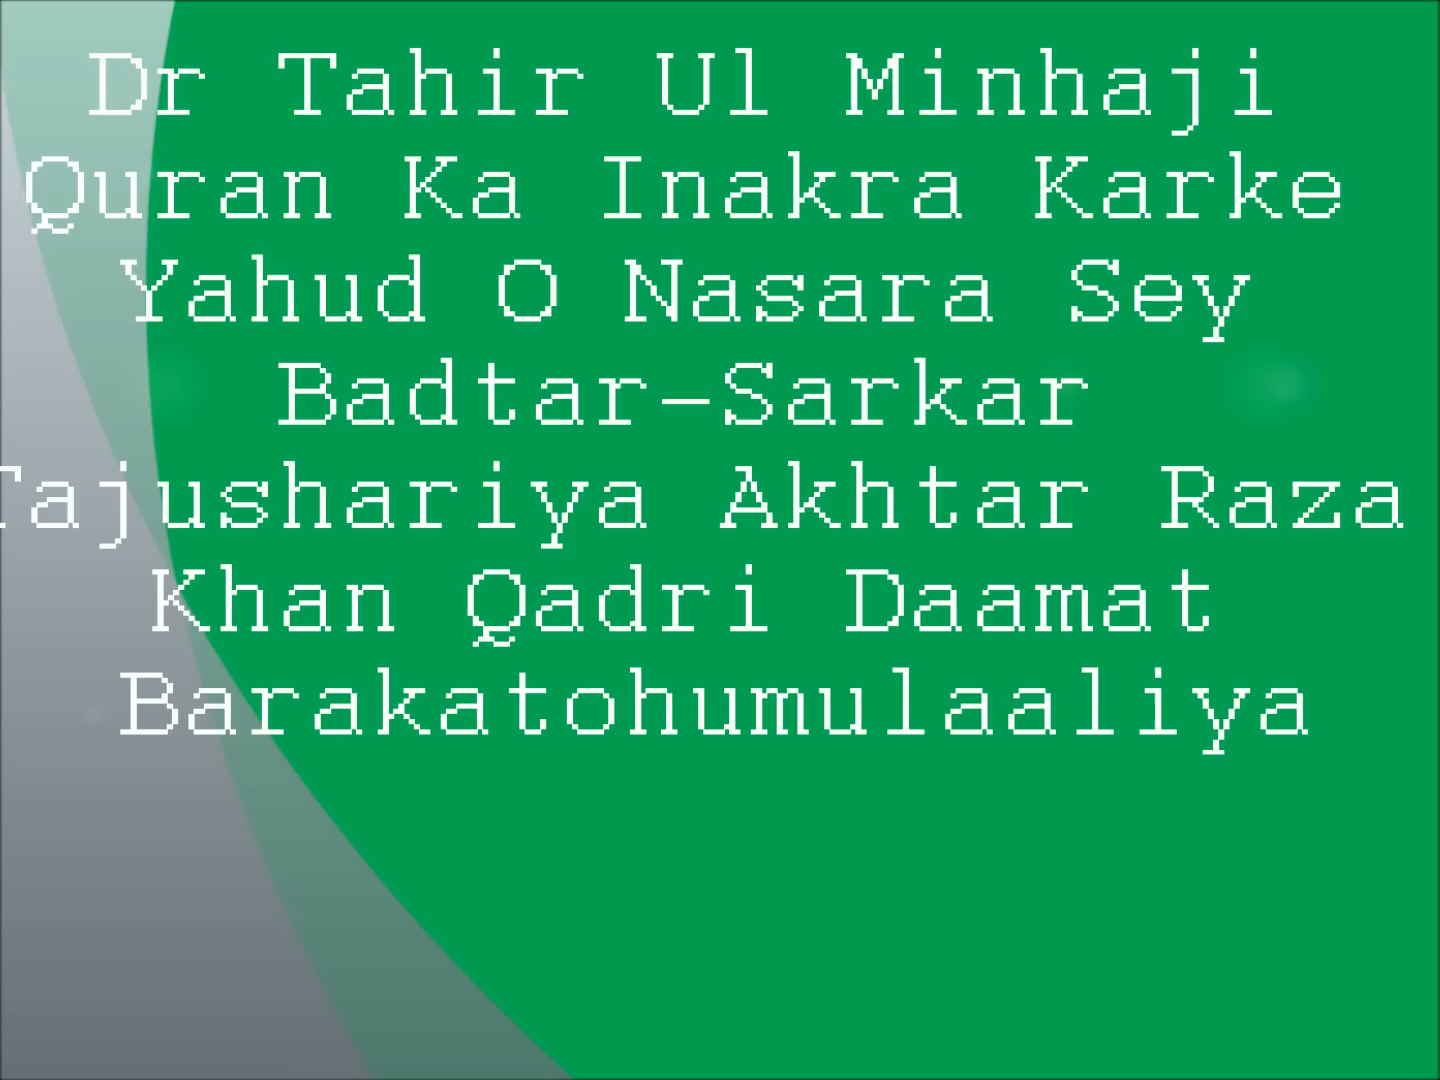 Dr Tahir Ul Minhaji
Quran Ka Inakra Karke
Yahud O Nasara Sey
Badtar-Sarkar
Tajushariya Akhtar Raza
Khan Qadri Daamat
Barakatohumulaaliya